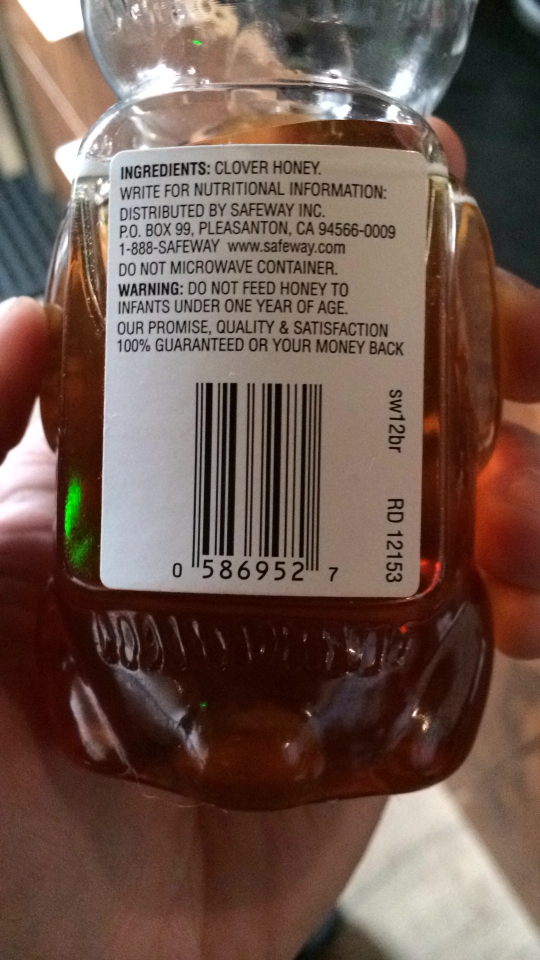 INGREDIENTS: CLOVER HONEY.
WRITE FOR NUTRITIONAL INFORMATION:
DISTRIBUTED BY SAFEWAY INC.
P.O. BOX 99, PLEASANTON, CA 94566-0009
1-888-SAFEWAY www.safeway.com
DO NOT MICROWAVE CONTAINER.
WARNING: DO NOT FEED HONEY TO
INFANTS UNDER ONE YEAR OF AGE.
OUR PROMISE, QUALITY & SATISFACTION
100% GUARANTEED OR YOUR MONEY BACK
sw12br RD 12153
0 586952 7